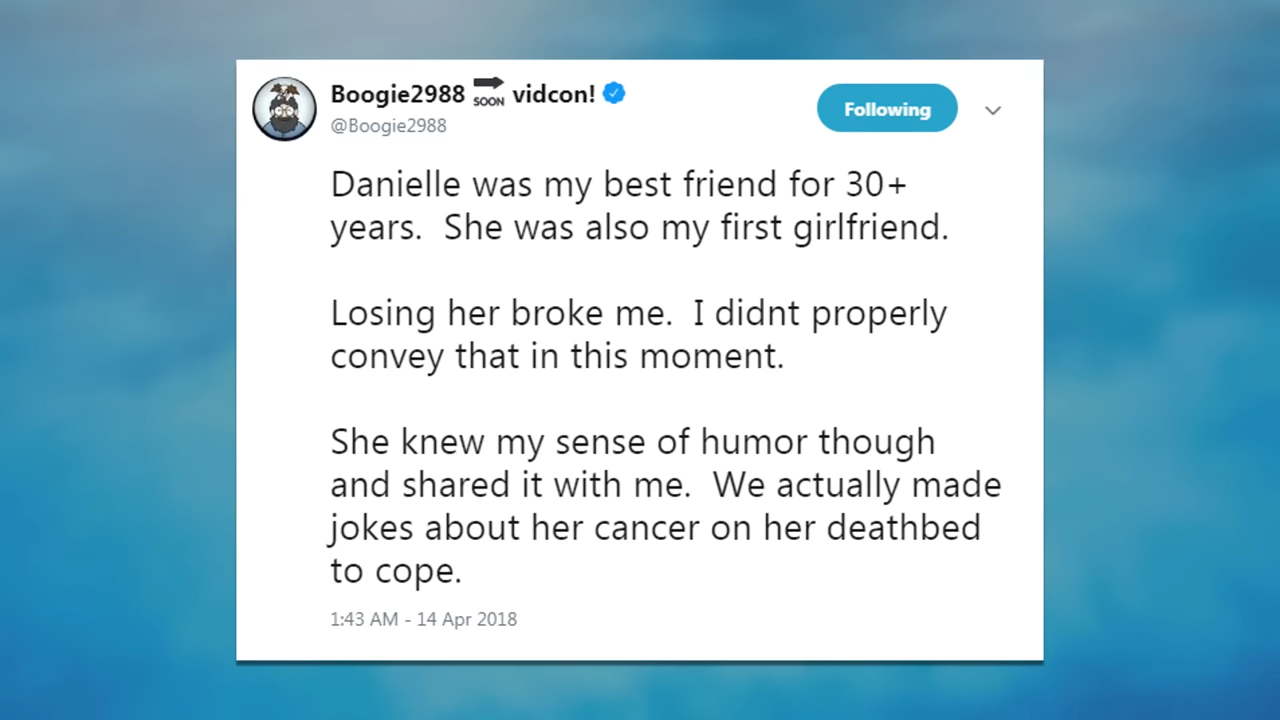 Boogie2988 SOON vidcon!
@Boogie2988
Following
Danielle was my best friend for 30+
years.  She was also my first girlfriend.
Losing her broke me.  I didnt properly
convey that in this moment.
She knew my sense of humor though
and shared it with me.  We actually made
jokes about her cancer on her deathbed
to cope.
1:43 AM - 14 Apr 2018